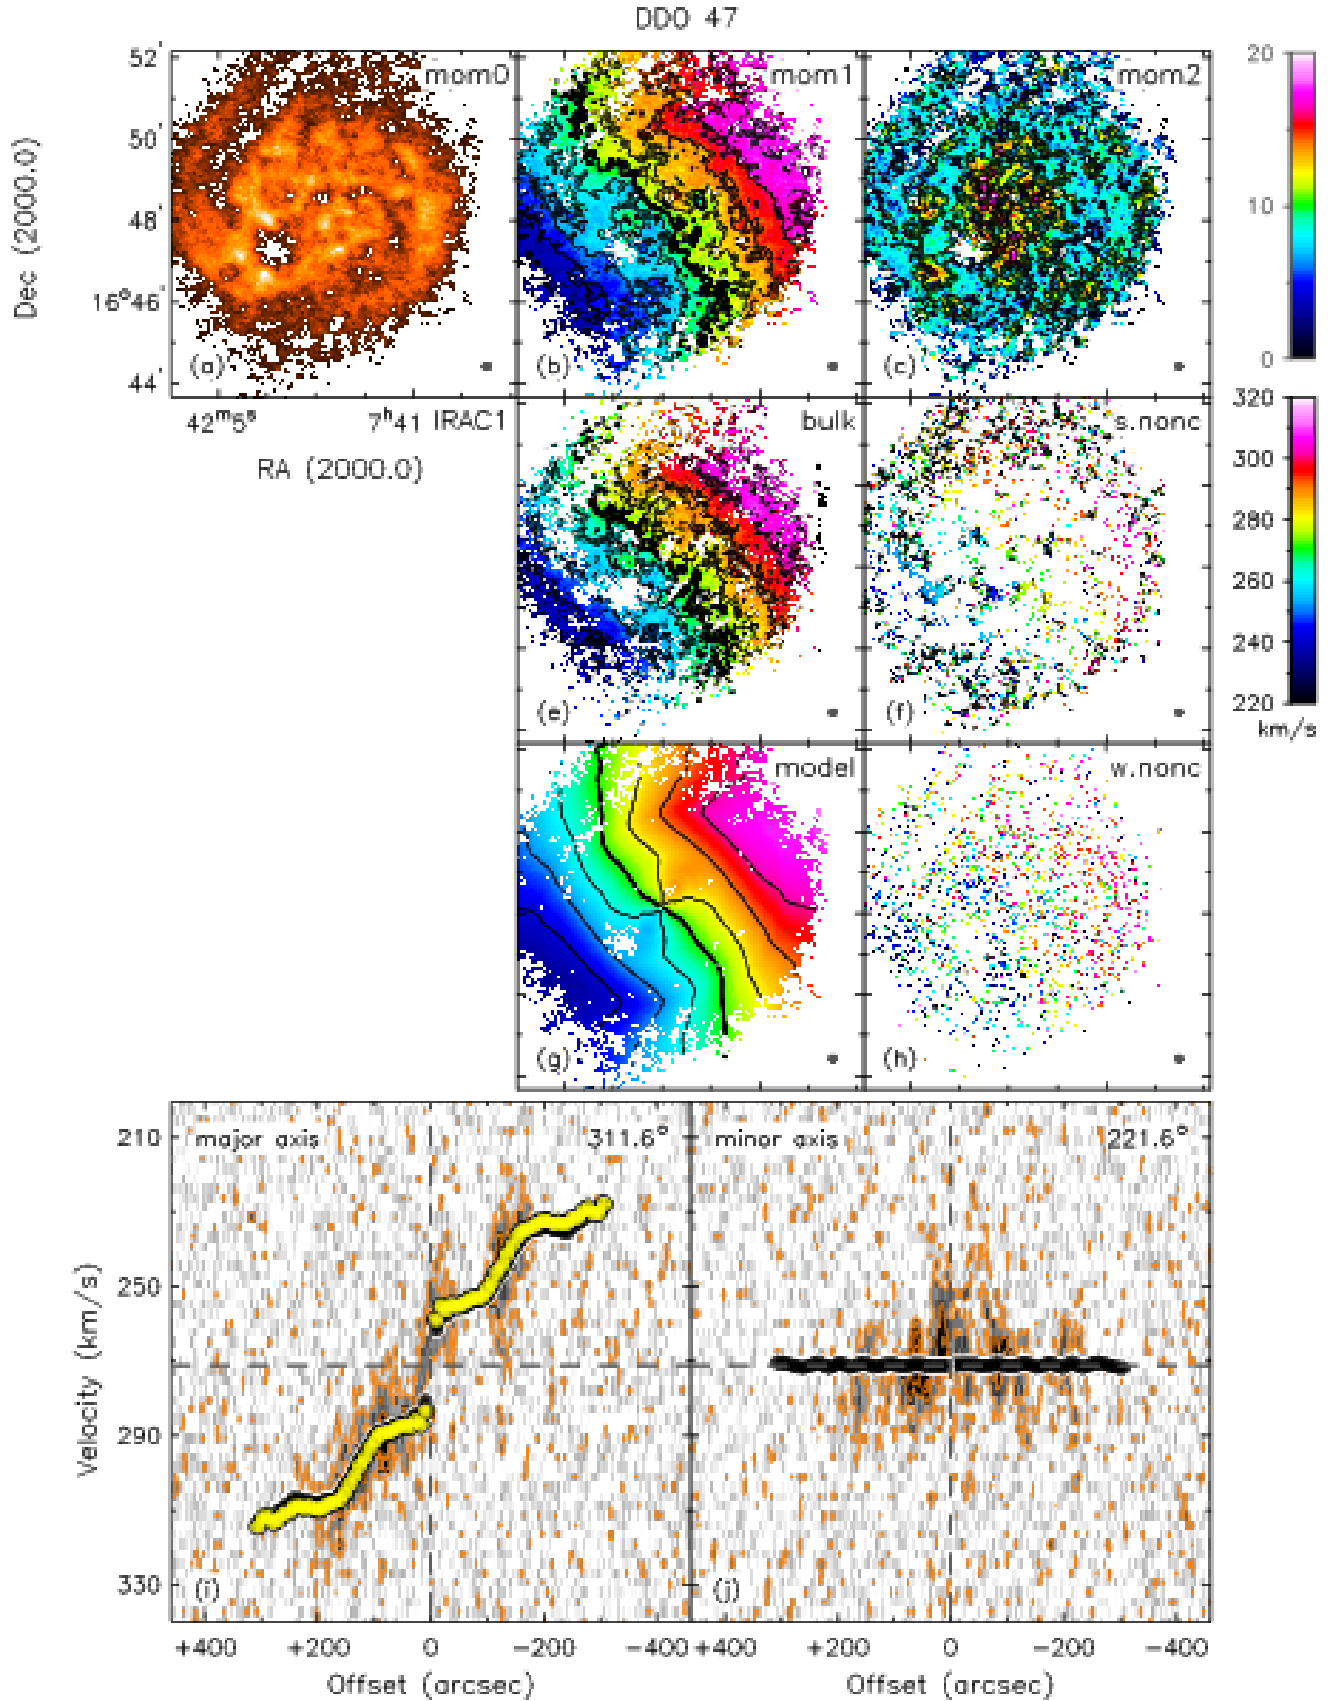 DDO 47
mom0 mom1 mom2
(a) (b) (c)
52'
50'
48'
16°46'
44'
Dec (2000.0)
20
10
0
42ᵐ5ˢ 7ʰ41
RA (2000.0)
IRAC1 bulk s.nonc
(e) (f)
320
300
280
260
240
220
km/s
model w.nonc
(g) (h)
major axis 311.6°
minor axis 221.6°
210
250
290
330
Velocity (km/s)
(i) (j)
+400 +200 0 −200 −400 +400 +200 0 −200 −400
Offset (arcsec) Offset (arcsec)